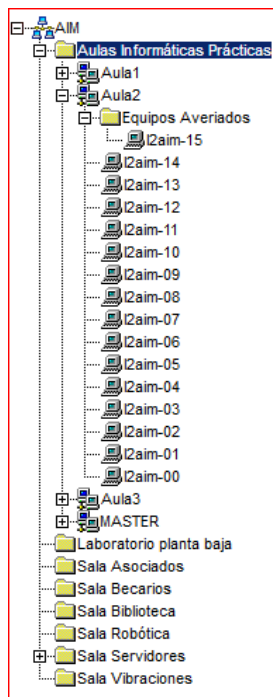 AIM
Aulas Informáticas Prácticas
Aula1
Aula2
Equipos Averiados
l2aim-15
l2aim-14
l2aim-13
l2aim-12
l2aim-11
l2aim-10
l2aim-09
l2aim-08
l2aim-07
l2aim-06
l2aim-05
l2aim-04
l2aim-03
l2aim-02
l2aim-01
l2aim-00
Aula3
MASTER
Laboratorio planta baja
Sala Asociados
Sala Becarios
Sala Biblioteca
Sala Robótica
Sala Servidores
Sala Vibraciones